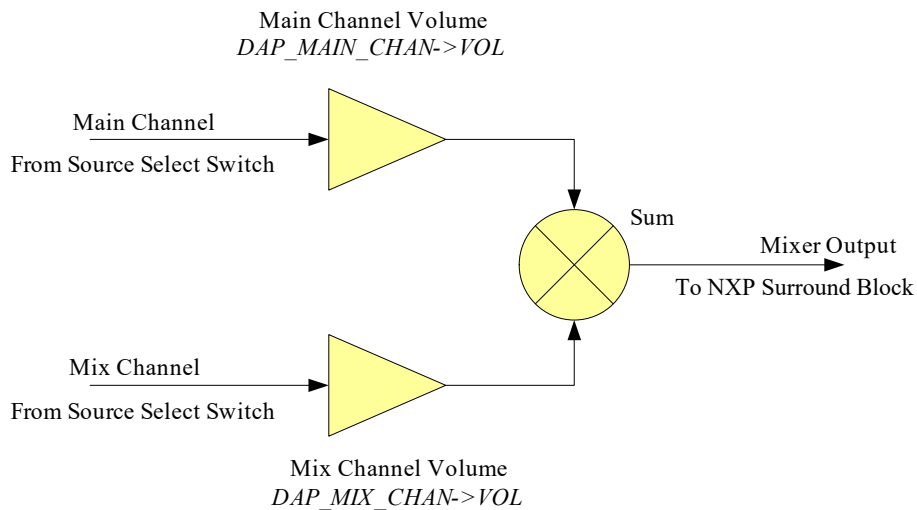 Main Channel Volume
DAP_MAIN_CHAN->VOL
Main Channel
From Source Select Switch
Sum
Mixer Output
To NXP Surround Block
Mix Channel
From Source Select Switch
Mix Channel Volume
DAP_MIX_CHAN->VOL